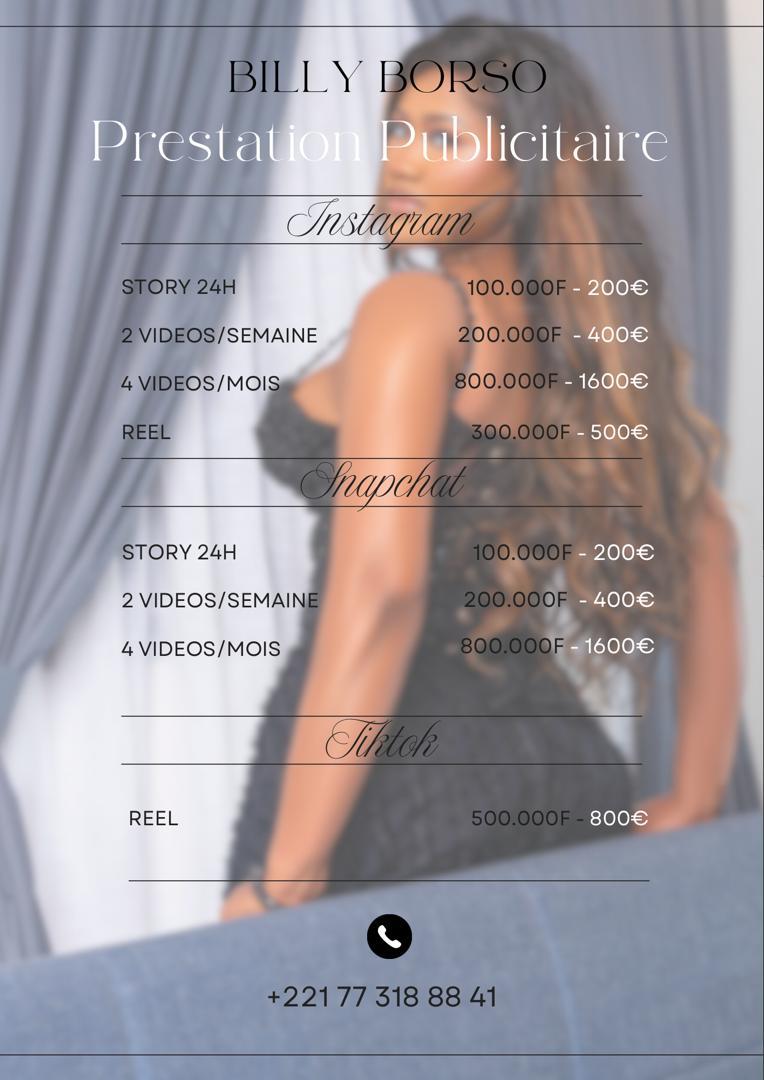 BILLY BORSO
Prestation Publicitaire
Instagram
STORY 24H 100.000F - 200€
2 VIDEOS/SEMAINE 200.000F - 400€
4 VIDEOS/MOIS 800.000F - 1600€
REEL 300.000F - 500€
Snapchat
STORY 24H 100.000F - 200€
2 VIDEOS/SEMAINE 200.000F - 400€
4 VIDEOS/MOIS 800.000F - 1600€
Tiktok
REEL 500.000F - 800€
+221 77 318 88 41